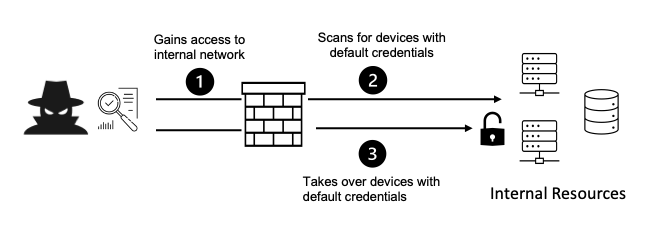 Gains access to
internal network
1
Scans for devices with
default credentials
2
3
Takes over devices with
default credentials
Internal Resources